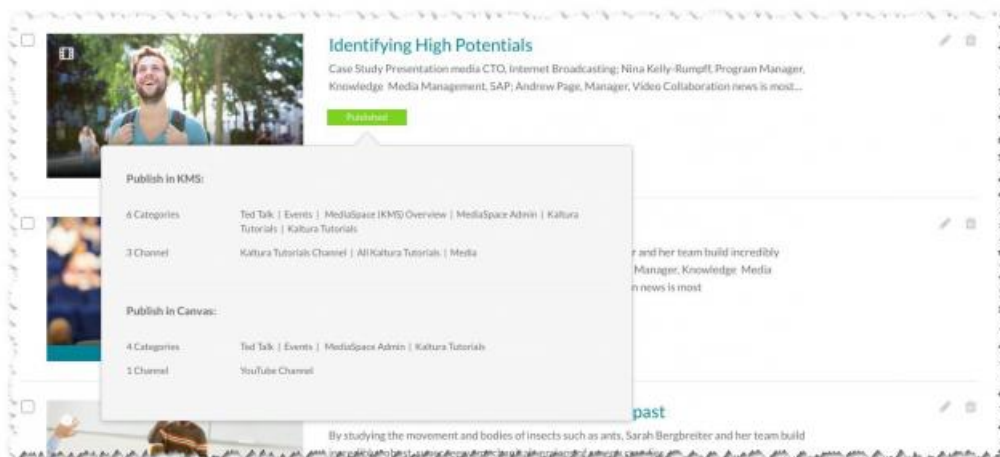 Identifying High Potentials
Case Study Presentation media CTO, Internet Broadcasting; Nina Kelly-Rumpff, Program Manager,
Knowledge Media Management, SAP; Andrew Page, Manager, Video Collaboration news is most...
Published
Publish in KMS:
6 Categories
Ted Talk | Events | MediaSpace (KMS) Overview | MediaSpace Admin | Kaltura
Tutorials | Kaltura Tutorials
3 Channel
Kaltura Tutorials Channel | All Kaltura Tutorials | Media
Publish in Canvas:
4 Categories
Ted Talk | Events | MediaSpace Admin | Kaltura Tutorials
1 Channel
YouTube Channel
r and her team build incredibly
Manager, Knowledge Media
n news is most
past
By studying the movement and bodies of insects such as ants, Sarah Bergbreiter and her team build